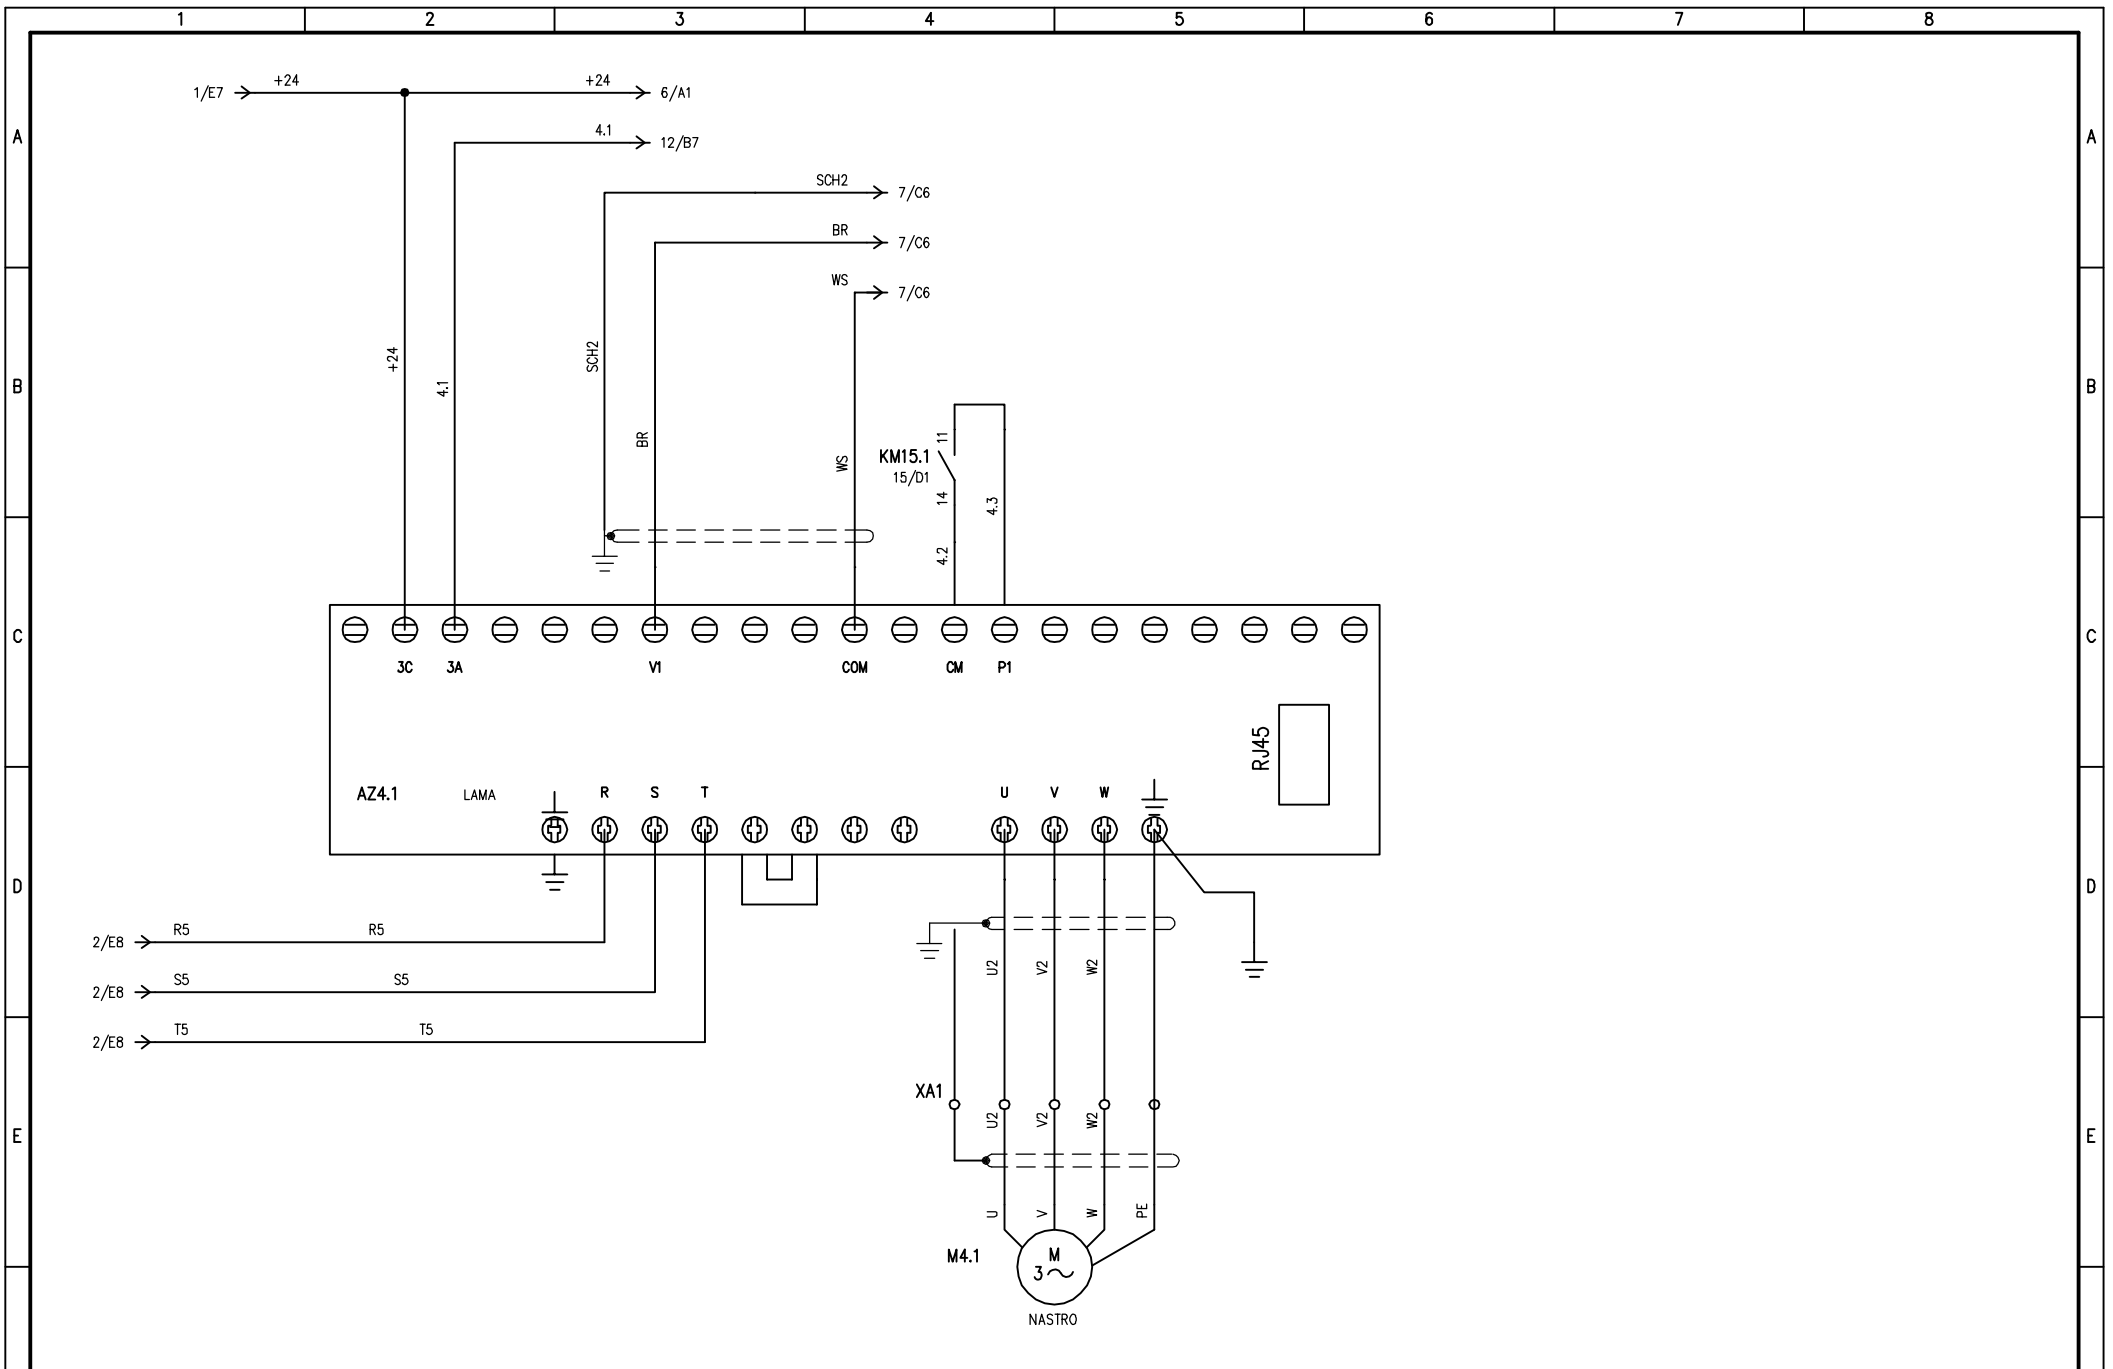 1 2 3 4 5 6 7 8
1/E7 +24 +24 6/A1
A A
4.1 12/B7
SCH2 7/C6
BR 7/C6
WS 7/C6
+24 4.1 SCH2
B B
BR WS
KM15.1 11
15/D1
14 4.3
4.2
C C
3C 3A V1 COM CM P1
RJ45
AZ4.1 LAMA R S T U V W
D D
2/E8 R5 R5
U2 V2 W2
2/E8 S5 S5
2/E8 T5 T5
XA1
U2 V2 W2
E E
U V W PE
M4.1 M
3
NASTRO